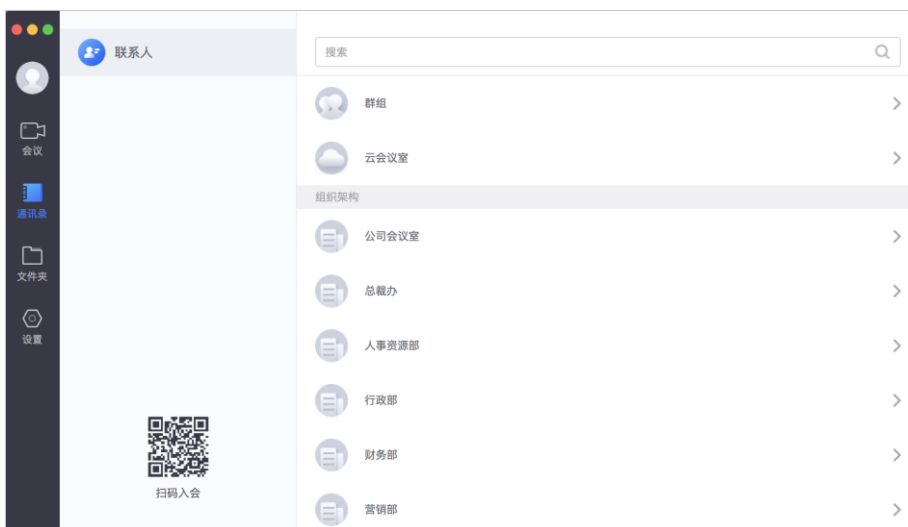 会议
通讯录
文件夹
设置
联系人
扫码入会
搜索
群组
云会议室
组织架构
公司会议室
总裁办
人事资源部
行政部
财务部
营销部